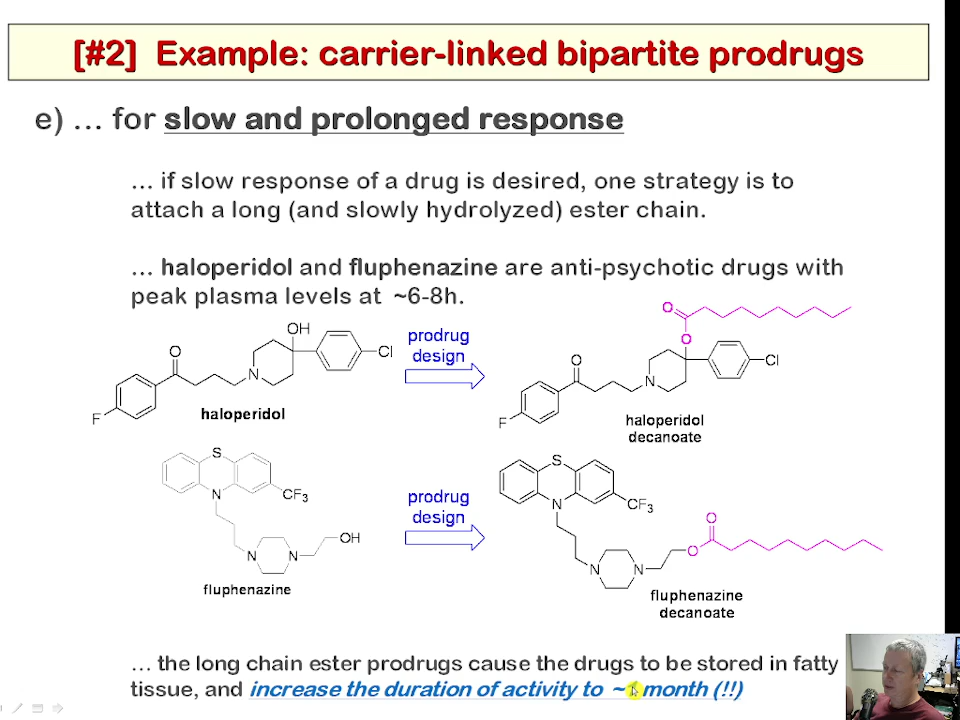 [#2] Example: carrier-linked bipartite prodrugs
e) ... for slow and prolonged response
... if slow response of a drug is desired, one strategy is to
attach a long (and slowly hydrolyzed) ester chain.
... haloperidol and fluphenazine are anti-psychotic drugs with
peak plasma levels at ~6-8h.
O
OH
N
Cl
F
haloperidol
prodrug
design
O
O
O
N
Cl
F
haloperidol
decanoate
S
N
CF3
N
N
OH
fluphenazine
prodrug
design
S
N
CF3
N
N
O
O
fluphenazine
decanoate
... the long chain ester prodrugs cause the drugs to be stored in fatty
tissue, and increase the duration of activity to ~ month (!!)